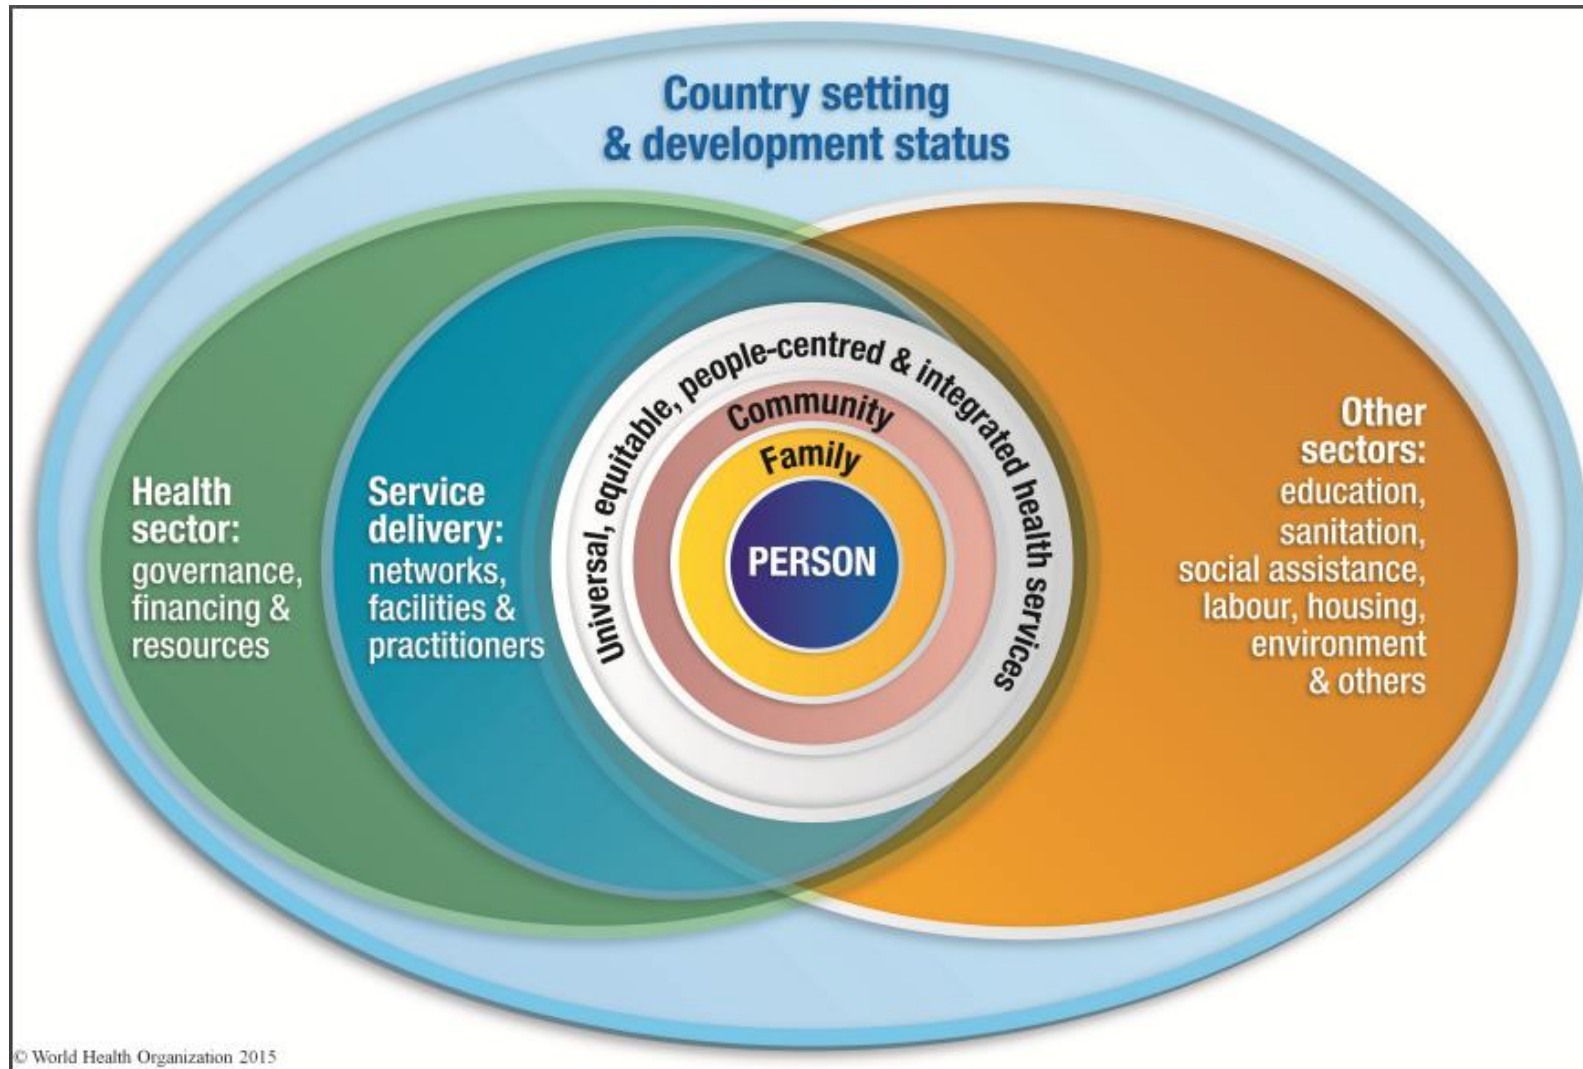 Country setting
& development status
Health
sector:
governance,
financing &
resources
Service
delivery:
networks,
facilities &
practitioners
Universal, equitable, people-centred & integrated health services
Community
Family
PERSON
Other
sectors:
education,
sanitation,
social assistance,
labour, housing,
environment
& others
© World Health Organization 2015